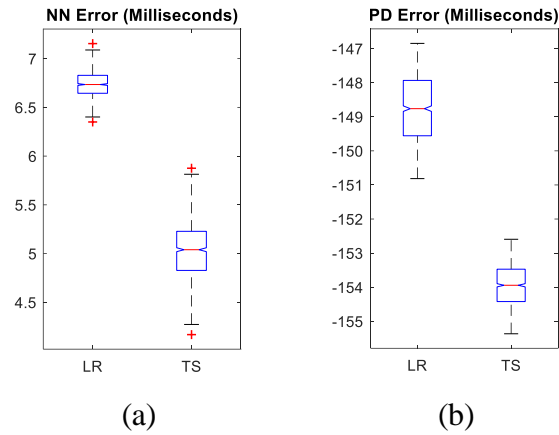 NN Error (Milliseconds)
7
6.5
6
5.5
5
4.5
LR TS
(a)
PD Error (Milliseconds)
-147
-148
-149
-150
-151
-152
-153
-154
-155
LR TS
(b)